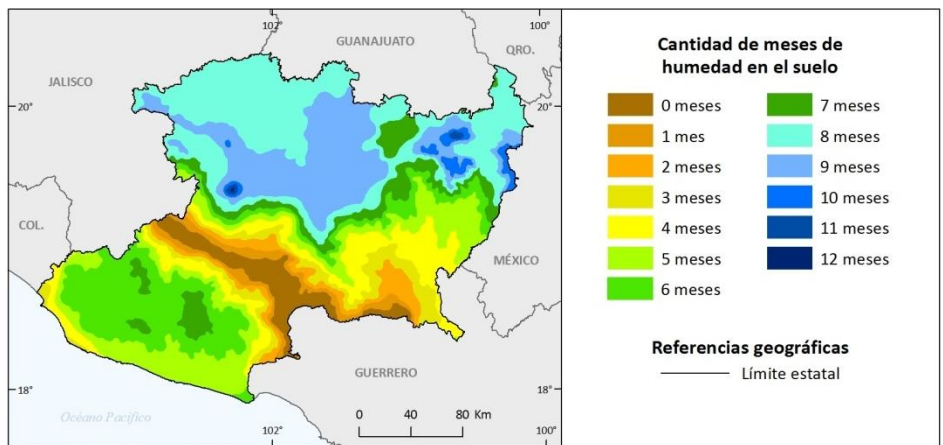 102°
100°
GUANAJUATO
QRO.
JALISCO
20°
20°
COL.
MÉXICO
GUERRERO
18°
18°
Océano Pacífico
0 40 80 Km
102°
100°
Cantidad de meses de
humedad en el suelo
0 meses
1 mes
2 meses
3 meses
4 meses
5 meses
6 meses
7 meses
8 meses
9 meses
10 meses
11 meses
12 meses
Referencias geográficas
Límite estatal